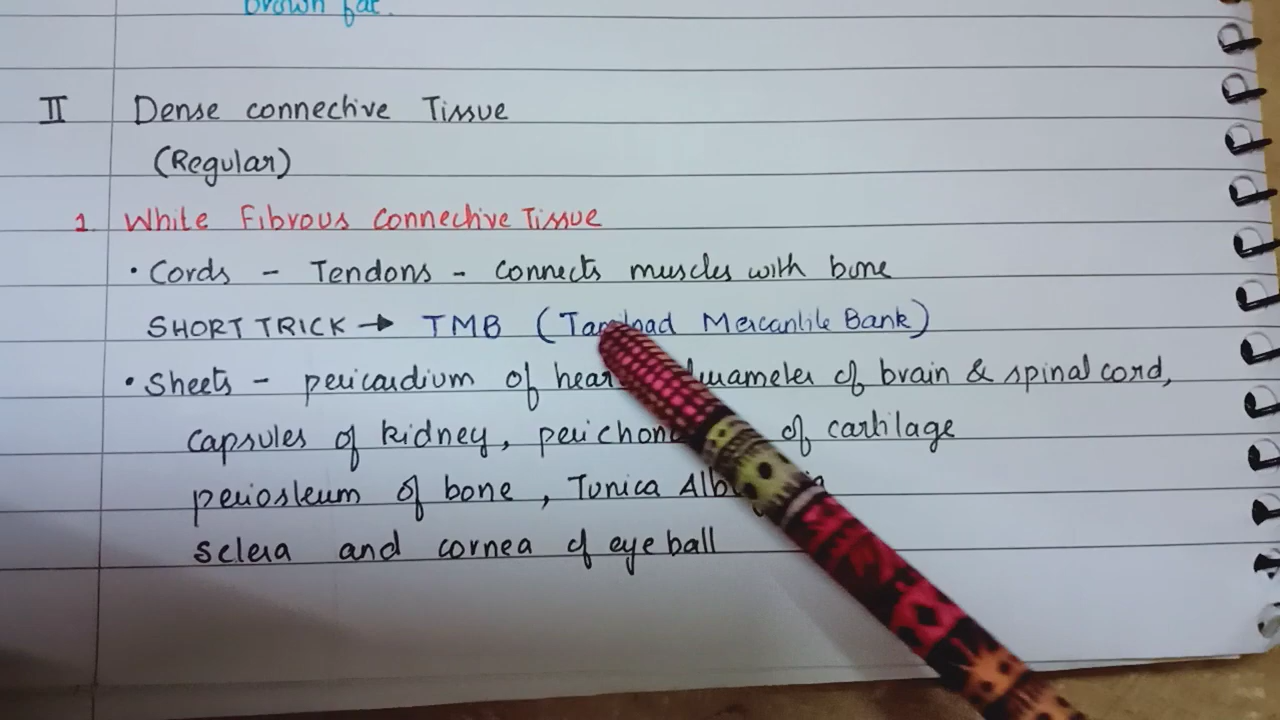 brown fat.
II Dense connective Tissue
(Regular)
1. White Fibrous Connective Tissue
• Cords - Tendons - connects muscles with bone
SHORT TRICK → TMB ( Mercantile Bank)
• Sheets - pericardium of brain & spinal cord,
capsules of kidney, of cartilage
periosteum of bone, Tunica
sclera and cornea of eye ball